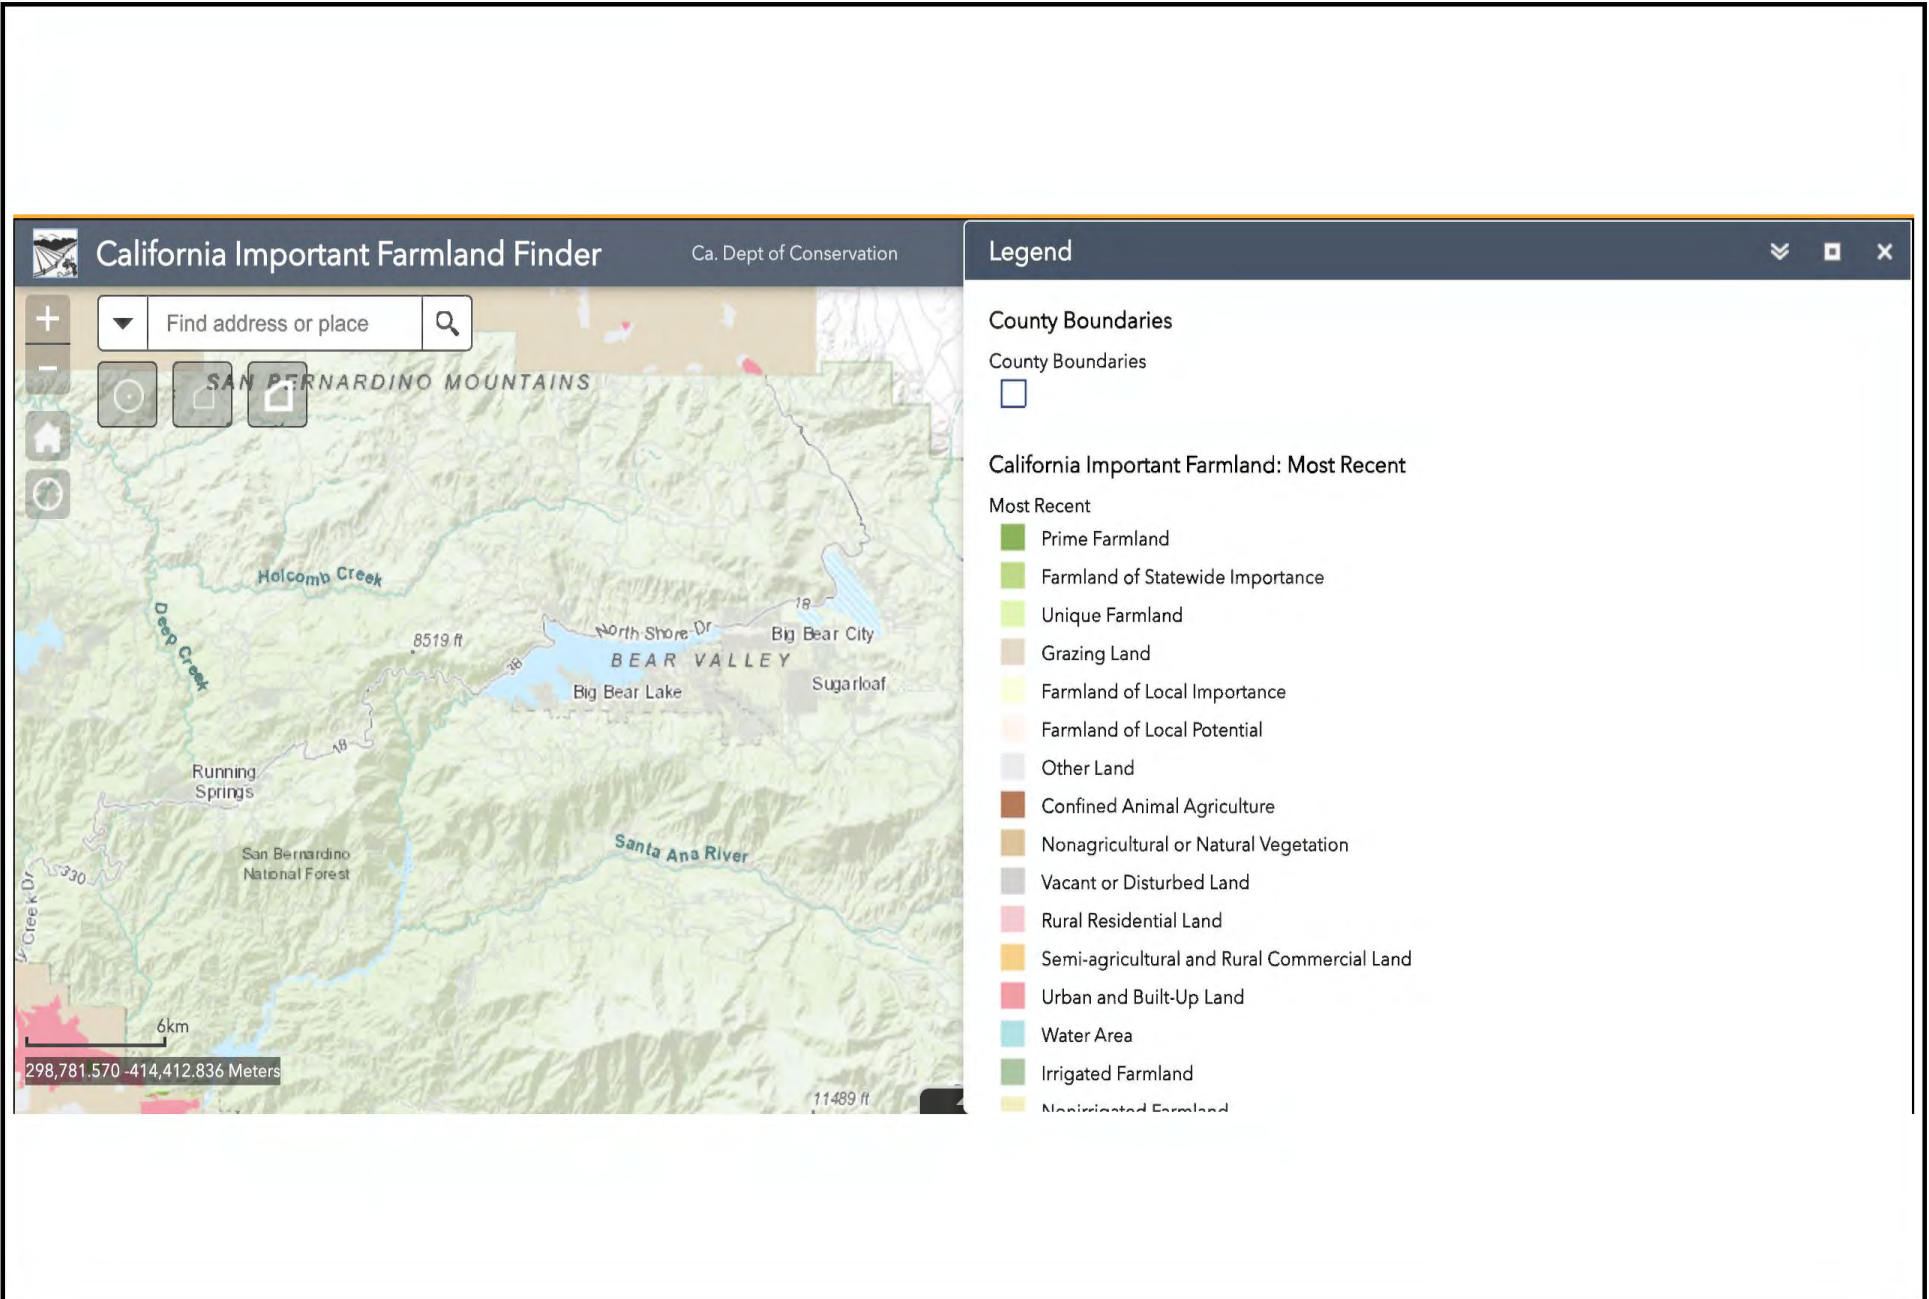 California Important Farmland Finder
Ca. Dept of Conservation
Legend
Find address or place
SAN BERNARDINO MOUNTAINS
Holcomb Creek
Deep Creek
8519 ft
North Shore Dr
18
Big Bear City
BEAR VALLEY
38
Big Bear Lake
Sugarloaf
18
Running
Springs
San Bernardino
National Forest
Santa Ana River
330
Creek Dr
6km
298,781.570 -414,412.836 Meters
11489 ft
County Boundaries
County Boundaries
California Important Farmland: Most Recent
Most Recent
Prime Farmland
Farmland of Statewide Importance
Unique Farmland
Grazing Land
Farmland of Local Importance
Farmland of Local Potential
Other Land
Confined Animal Agriculture
Nonagricultural or Natural Vegetation
Vacant or Disturbed Land
Rural Residential Land
Semi-agricultural and Rural Commercial Land
Urban and Built-Up Land
Water Area
Irrigated Farmland
Nonirrigated Farmland